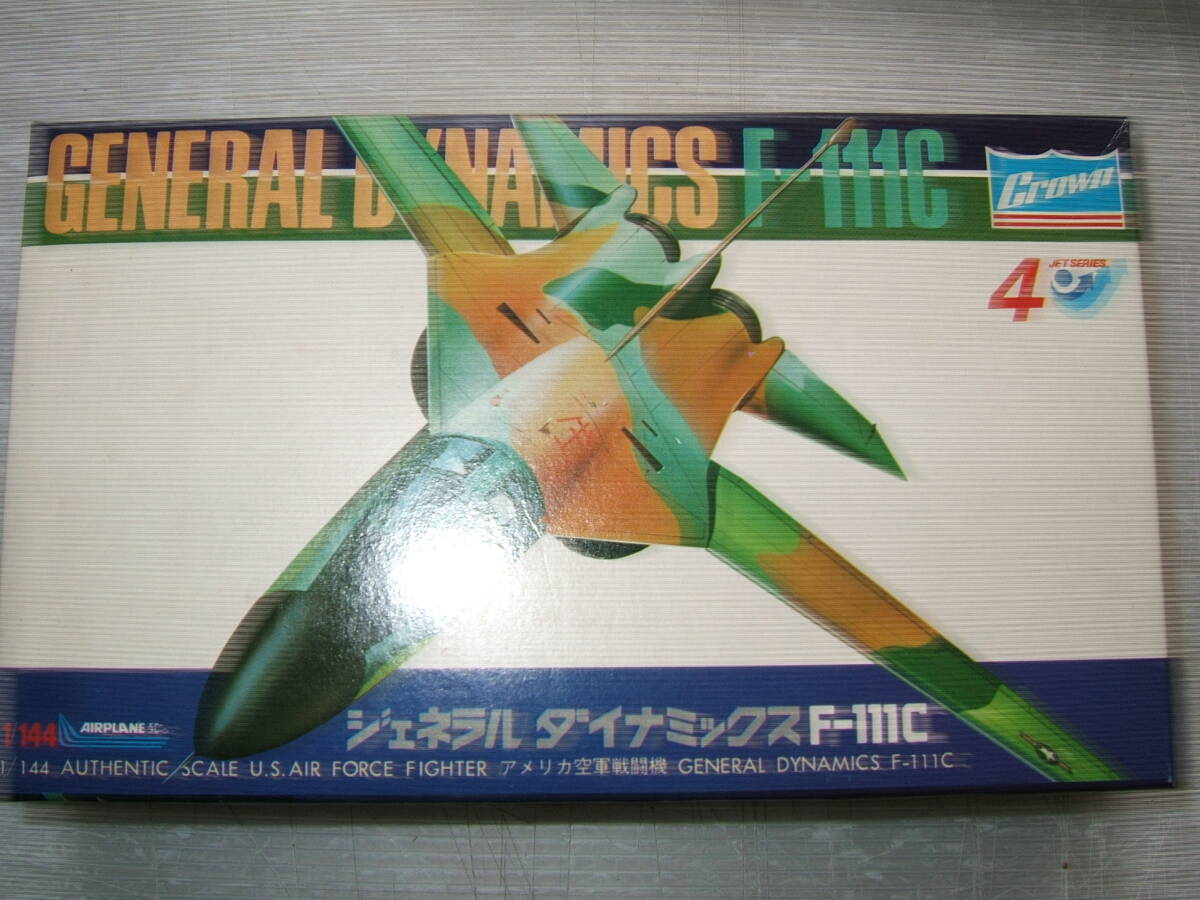 GENERAL DYNAMICS F-111C
Crown
4 JET SERIES
1/144 AIRPLANE
ジェネラル ダイナミックスF-111C
1/144 AUTHENTIC SCALE U.S. AIR FORCE FIGHTER アメリカ空軍戦闘機 GENERAL DYNAMICS F-111C